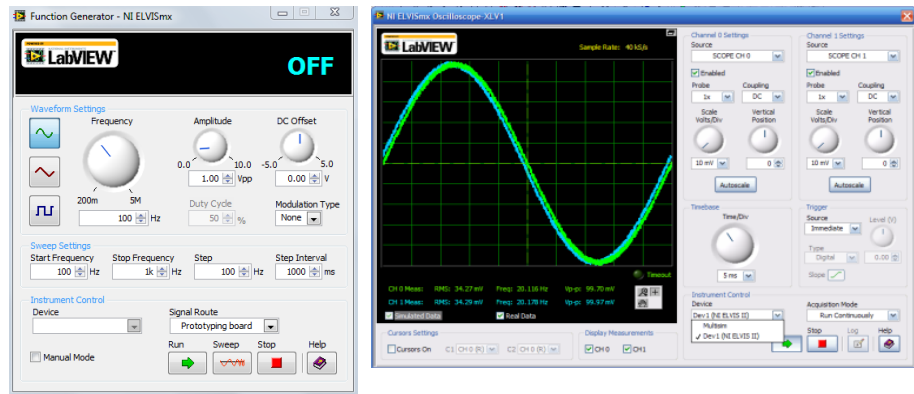 Function Generator - NI ELVISmx
LabVIEW
OFF
Waveform Settings
Frequency
Amplitude
DC Offset
0.0
10.0
-5.0
5.0
1.00
Vpp
0.00
V
200m
5M
100
Hz
Duty Cycle
50
%
Modulation Type
None
Sweep Settings
Start Frequency
Stop Frequency
Step
Step Interval
100
Hz
1k
Hz
100
Hz
1000
ms
Instrument Control
Device
Signal Route
Prototyping board
Manual Mode
Run
Sweep
Stop
Help
NI ELVISmx Oscilloscope-XLV1
LabVIEW
Sample Rate: 40 kS/s
Timeout
CH 0 Meas: RMS: 34.27 mV Freq: 20.116 Hz Vp-p: 99.70 mV
CH 1 Meas: RMS: 34.29 mV Freq: 20.178 Hz Vp-p: 99.97 mV
Simulated Data
Real Data
Cursors Settings
Cursors On
C1
CH 0 (R)
C2
CH 0 (R)
Display Measurements
CH 0
CH1
Channel 0 Settings
Source
SCOPE CH 0
Enabled
Probe
Coupling
1x
DC
Scale
Volts/Div
Vertical
Position
10 mV
0
Autoscale
Channel 1 Settings
Source
SCOPE CH 1
Enabled
Probe
Coupling
1x
DC
Scale
Volts/Div
Vertical
Position
10 mV
0
Autoscale
Timebase
Time/Div
5 ms
Trigger
Source
Immediate
Level (V)
Type
Digital
0.00
Slope
Instrument Control
Device
Dev1 (NI ELVIS II)
Multisim
Dev1 (NI ELVIS II)
Acquisition Mode
Run Continuously
Stop
Log
Help